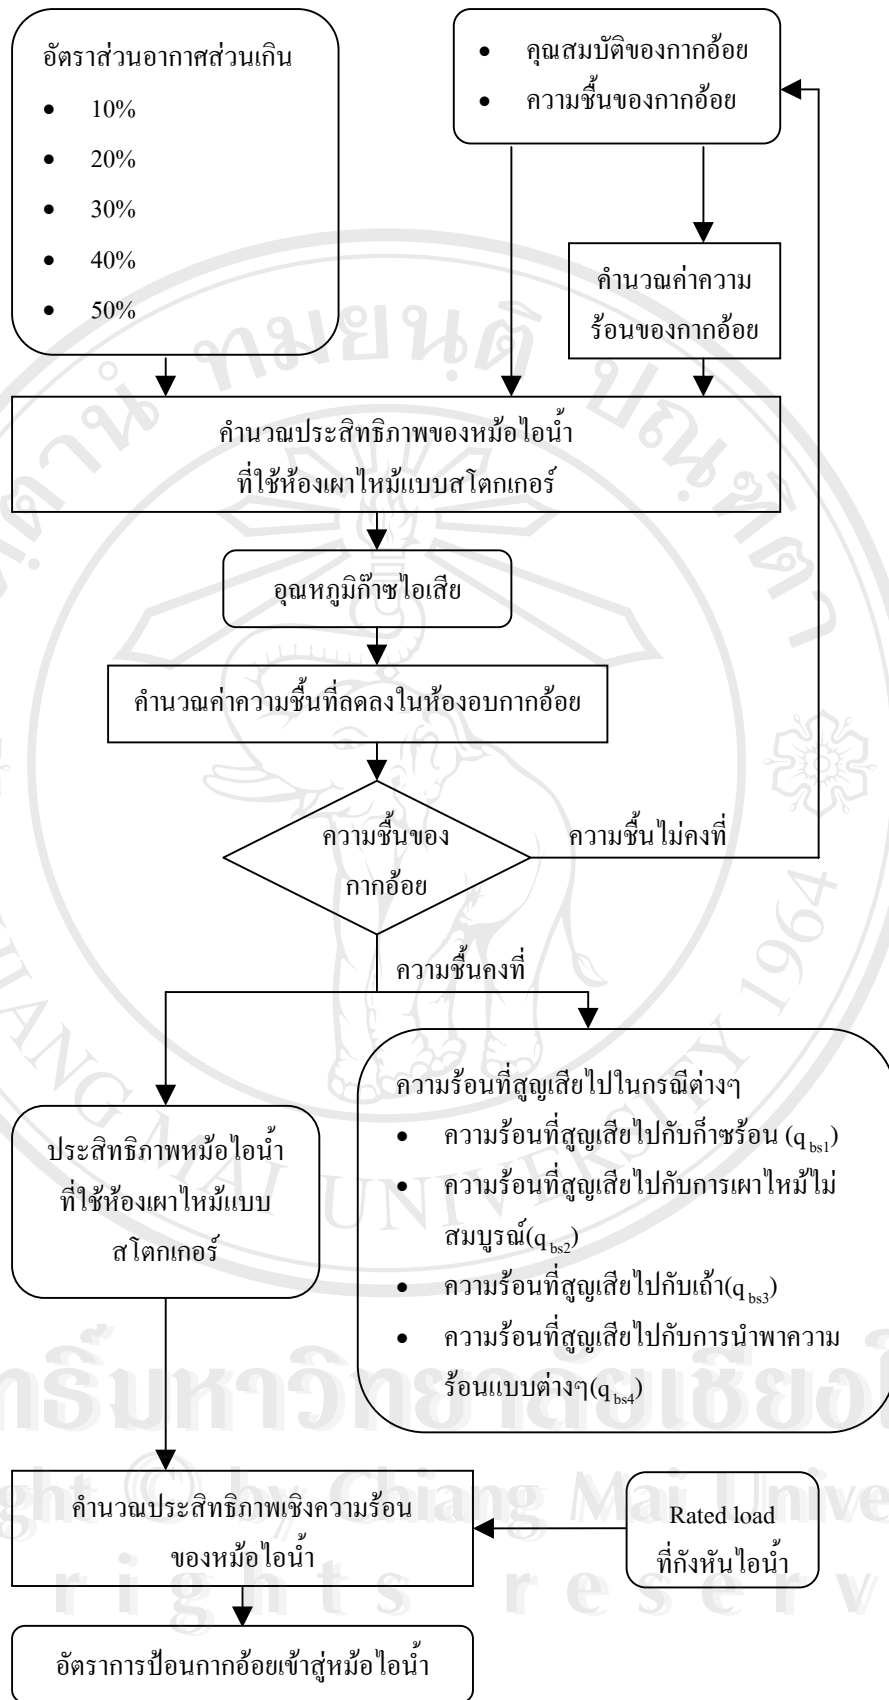 อัตราส่วนอากาศส่วนเกิน
• 10%
• 20%
• 30%
• 40%
• 50%
• คุณสมบัติของกากอ้อย
• ความชื้นของกากอ้อย
คำนวณค่าความ
ร้อนของกากอ้อย
คำนวณประสิทธิภาพของหม้อไอน้ำ
ที่ใช้ห้องเผาไหม้แบบสโตกเกอร์
อุณหภูมิก๊าซไอเสีย
คำนวณค่าความชื้นที่ลดลงในห้องอบกากอ้อย
ความชื้นของ
กากอ้อย
ความชื้นไม่คงที่
ความชื้นคงที่
ประสิทธิภาพหม้อไอน้ำ
ที่ใช้ห้องเผาไหม้แบบ
สโตกเกอร์
ความร้อนที่สูญเสียไปในกรณีต่างๆ
• ความร้อนที่สูญเสียไปกับก๊าซร้อน (q bs1)
• ความร้อนที่สูญเสียไปกับการเผาไหม้ไม่
สมบูรณ์(q bs2)
• ความร้อนที่สูญเสียไปกับเถ้า(q bs3)
• ความร้อนที่สูญเสียไปกับการนำพาความ
ร้อนแบบต่างๆ(q bs4)
คำนวณประสิทธิภาพเชิงความร้อน
ของหม้อไอน้ำ
Rated load
ที่กังหันไอน้ำ
อัตราการป้อนกากอ้อยเข้าสู่หม้อไอน้ำ
ทมยนฺติ ปณฺฑิตา
MAI UNIVERSITY 1964
by Chiang Mai
rights